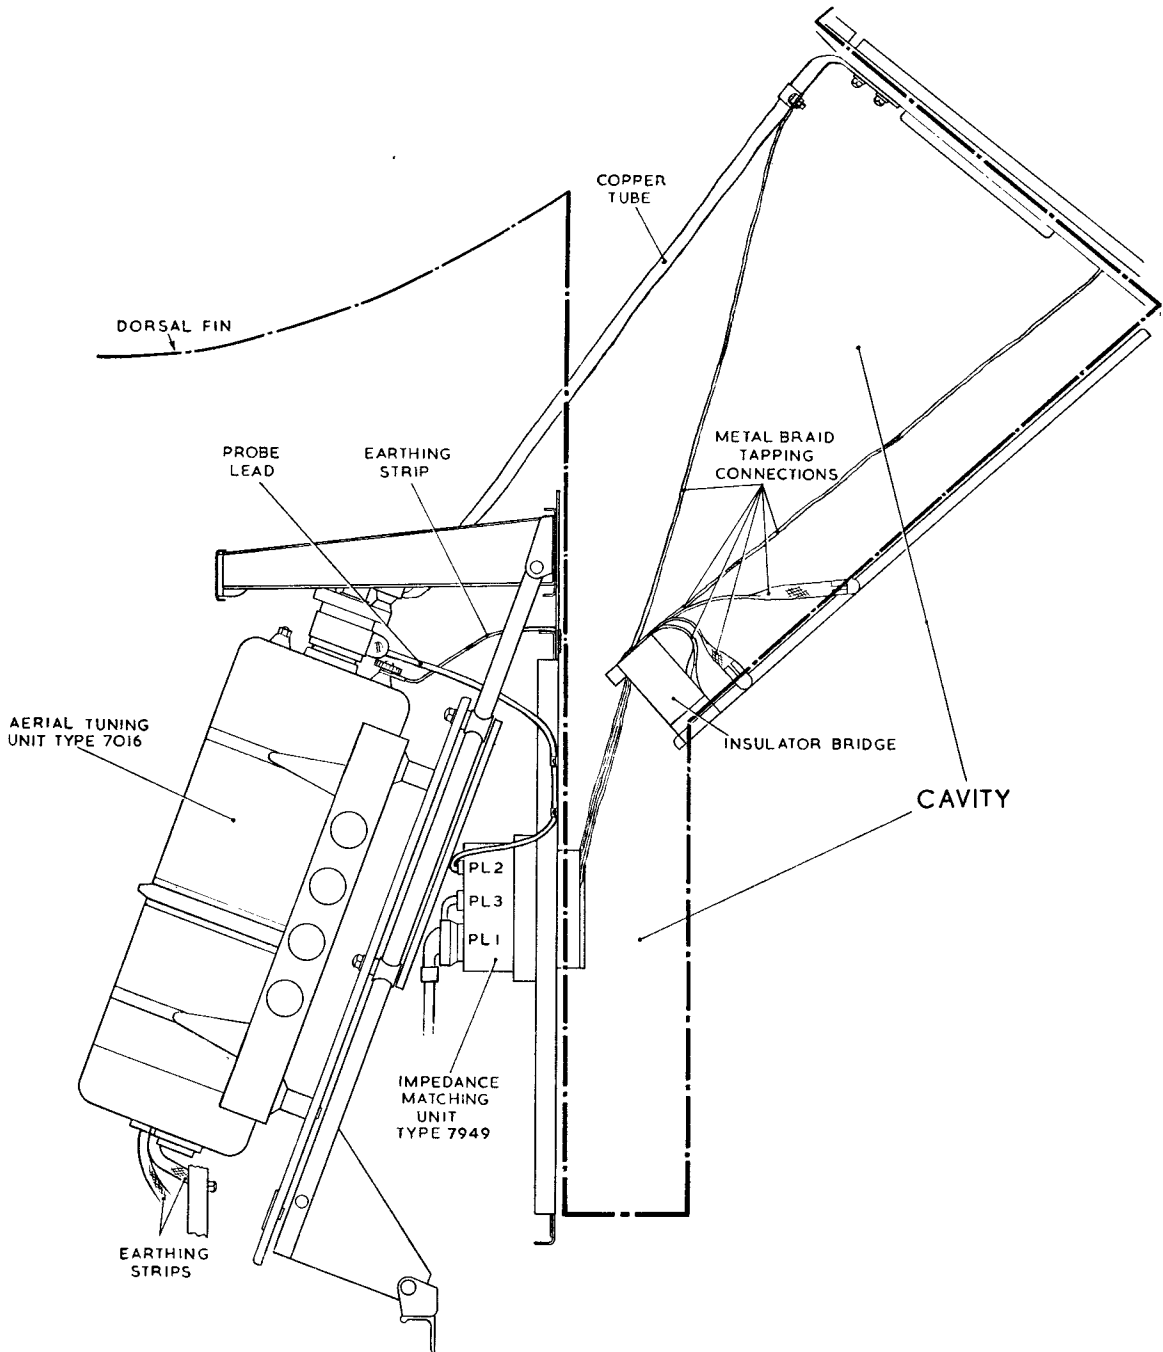 COPPER
TUBE
DORSAL FIN
PROBE
LEAD
EARTHING
STRIP
METAL BRAID
TAPPING
CONNECTIONS
AERIAL TUNING
UNIT TYPE 7016
INSULATOR BRIDGE
CAVITY
PL2
PL3
PL1
IMPEDANCE
MATCHING
UNIT
TYPE 7949
EARTHING
STRIPS